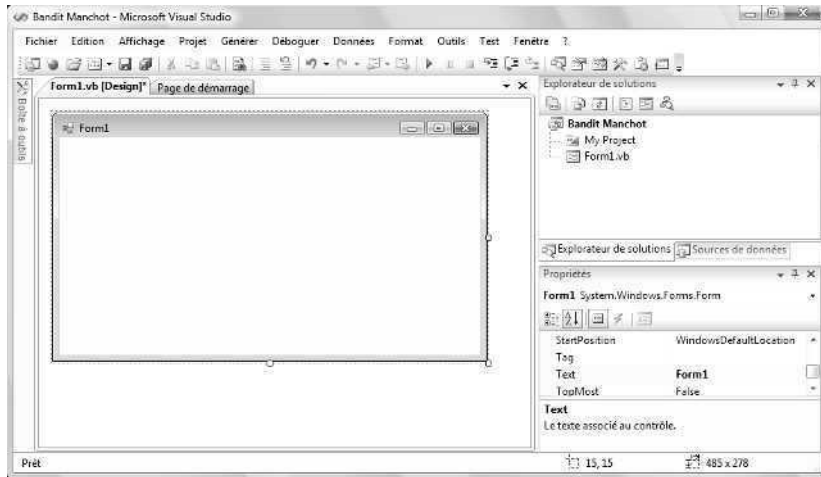 Bandit Manchot - Microsoft Visual Studio
Fichier Edition Affichage Projet Générer Déboguer Données Format Outils Test Fenêtre ?
Form1.vb [Design]* Page de démarrage
Boîte à outils
Form1
Explorateur de solutions
Bandit Manchot
My Project
Form1.vb
Explorateur de solutions Sources de données
Propriétés
Form1 System.Windows.Forms.Form
StartPosition WindowsDefaultLocation
Tag
Text Form1
TopMost False
Text
Le texte associé au contrôle.
Prêt 15, 15 485 x 278